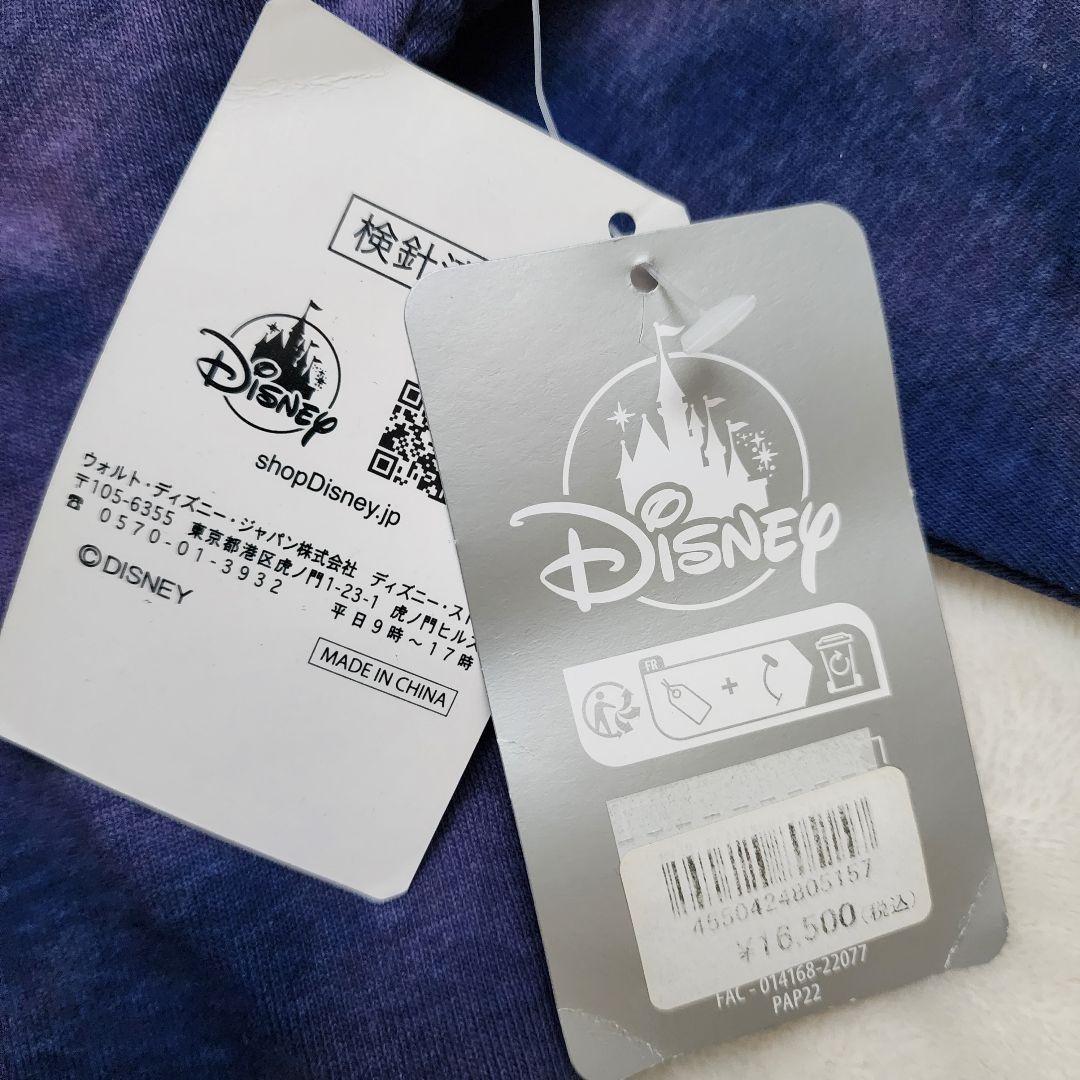 検針済
DISNEY
shopDisney.jp
ウォルト・ディズニー・ジャパン株式会社 ディズニー・スト
〒105-6355 東京都港区虎ノ門1-23-1 虎ノ門ヒルズ
☎ 0570-01-3932 平日9時~17時
©DISNEY
MADE IN CHINA
DISNEY
FR
+
4550424805157
¥16,500(税込)
FAC - 014168-22077
PAP22